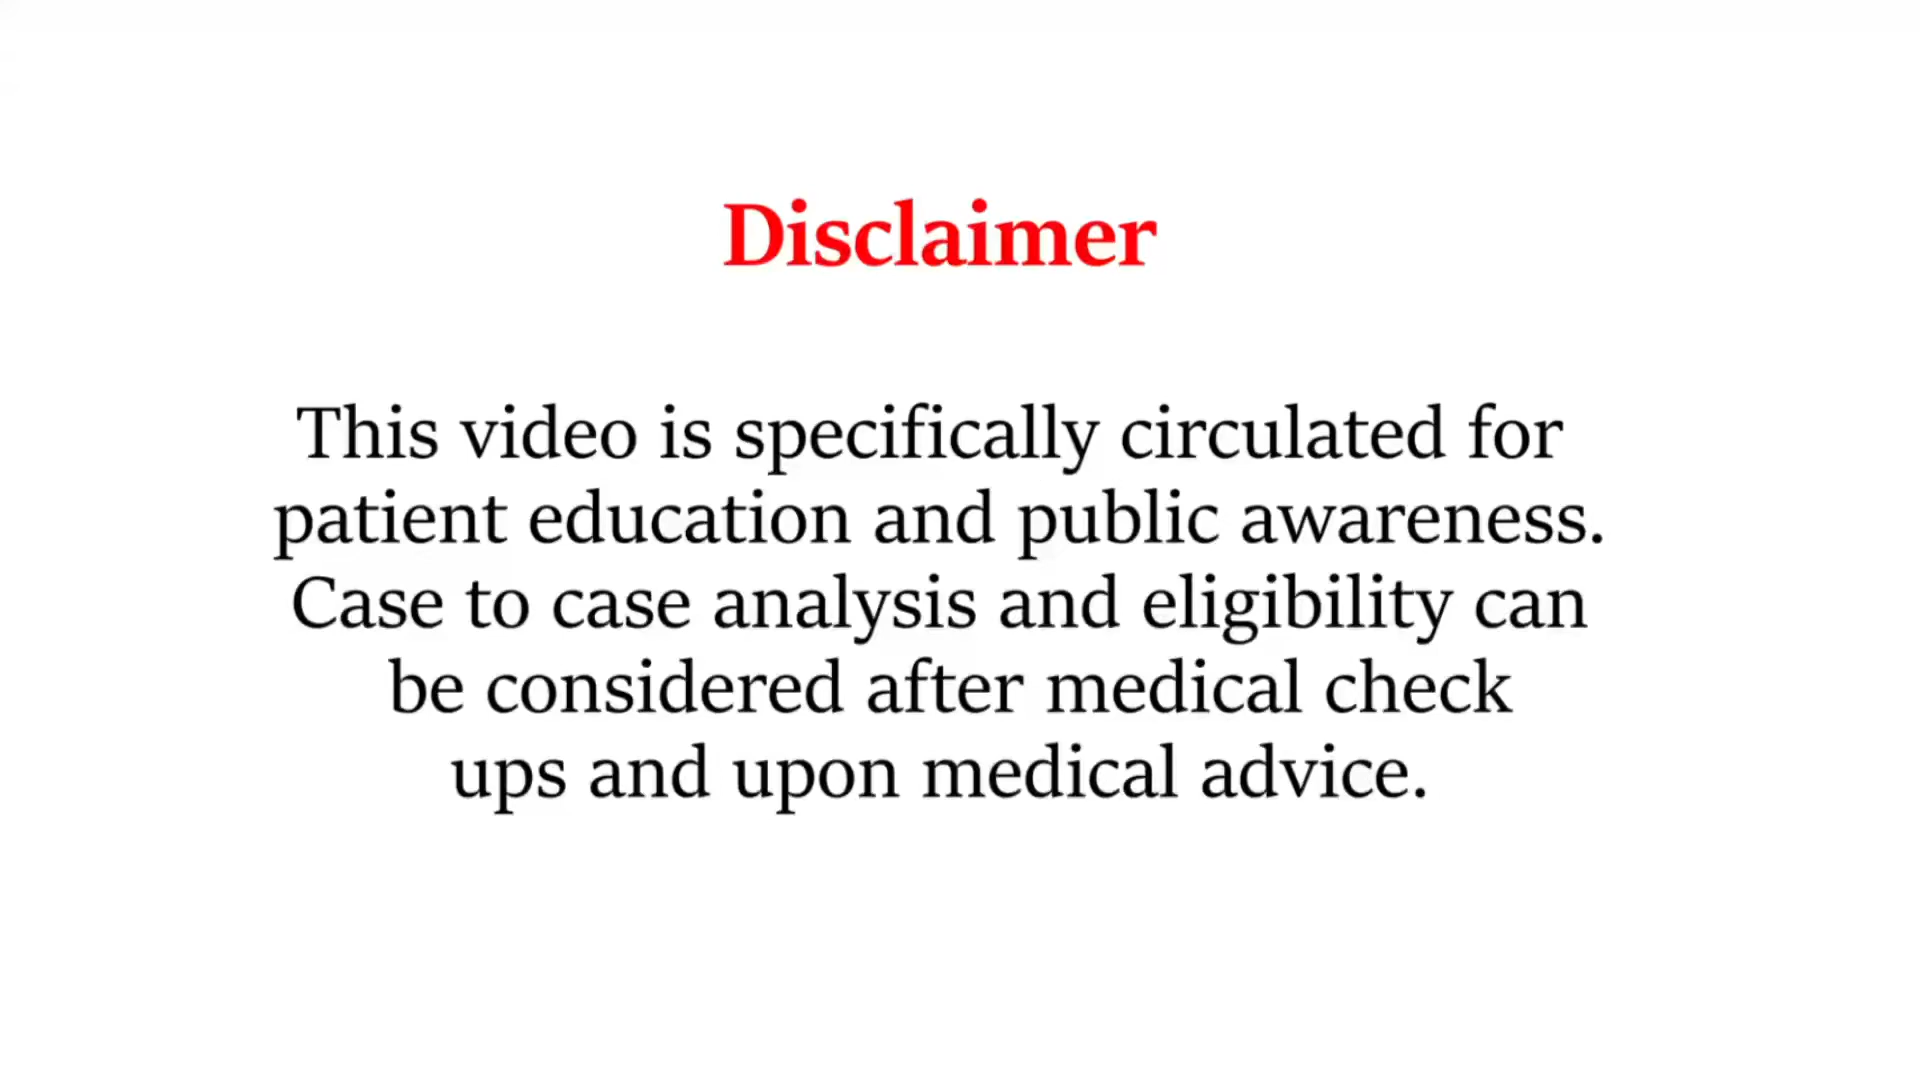 Disclaimer
This video is specifically circulated for
patient education and public awareness.
Case to case analysis and eligibility can
be considered after medical check
ups and upon medical advice.